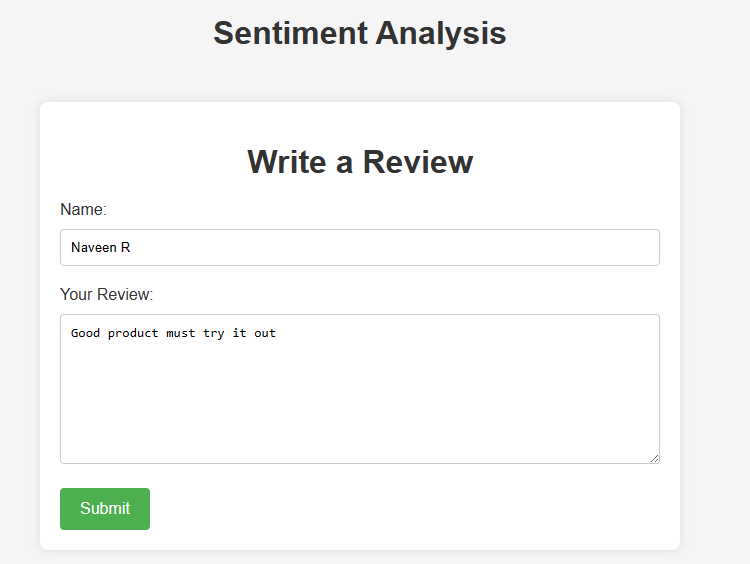 Sentiment Analysis
Write a Review
Name:
Naveen R
Your Review:
Good product must try it out
Submit